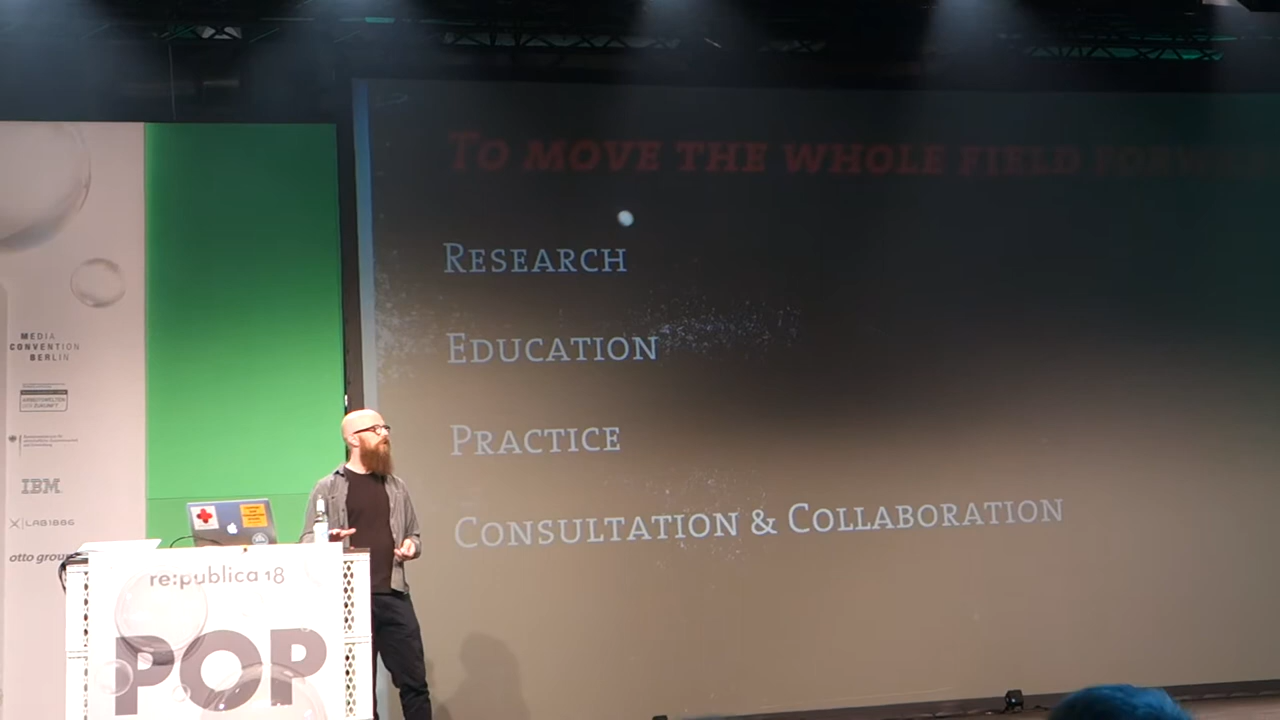 To MOVE THE WHOLE FIELD FORWARD
RESEARCH
EDUCATION
PRACTICE
CONSULTATION & COLLABORATION
MEDIA
CONVENTION
BERLIN
IBM
LAB1886
otto group
re:publica 18
POP